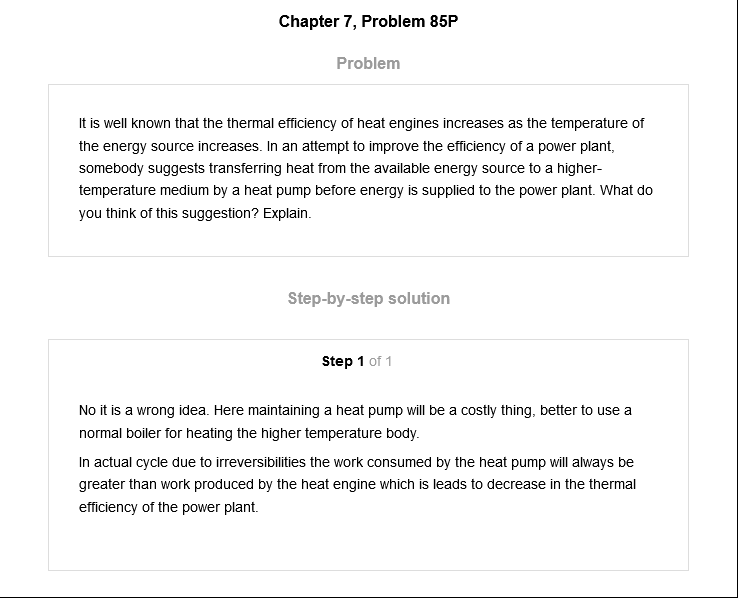 Chapter 7, Problem 85P
Problem
It is well known that the thermal efficiency of heat engines increases as the temperature of
the energy source increases. In an attempt to improve the efficiency of a power plant,
somebody suggests transferring heat from the available energy source to a higher-
temperature medium by a heat pump before energy is supplied to the power plant. What do
you think of this suggestion? Explain.
Step-by-step solution
Step 1 of 1
No it is a wrong idea. Here maintaining a heat pump will be a costly thing, better to use a
normal boiler for heating the higher temperature body.
In actual cycle due to irreversibilities the work consumed by the heat pump will always be
greater than work produced by the heat engine which is leads to decrease in the thermal
efficiency of the power plant.